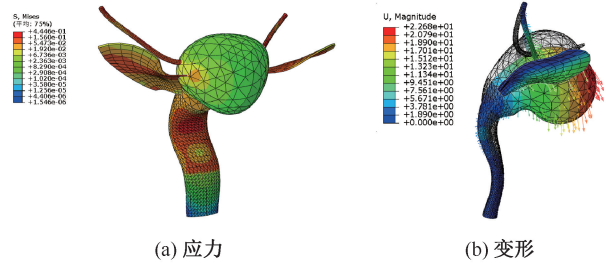 S, Mises
(平均: 75%)
+4.446e-01
+1.560e-01
+5.473e-02
+1.920e-02
+6.736e-03
+2.363e-03
+8.290e-04
+2.908e-04
+1.020e-04
+3.580e-05
+1.256e-05
+4.406e-06
+1.546e-06
U, Magnitude
+2.268e+01
+2.079e+01
+1.890e+01
+1.701e+01
+1.512e+01
+1.323e+01
+1.134e+01
+9.451e+00
+7.561e+00
+5.671e+00
+3.781e+00
+1.890e+00
+0.000e+00
(a) 应力
(b) 变形